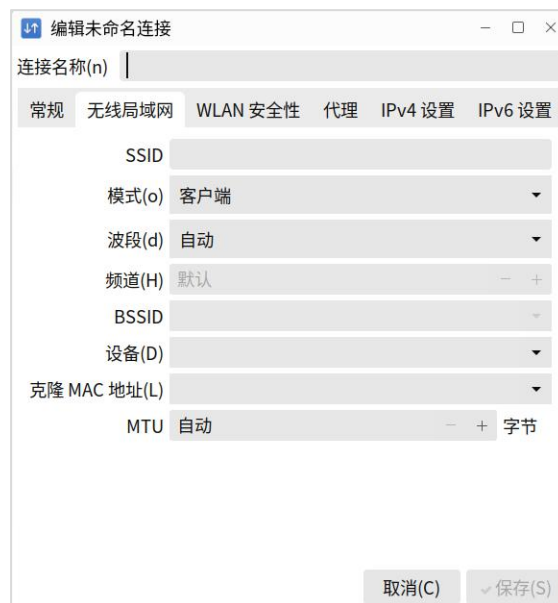 编辑未命名连接
连接名称(n)
常规 无线局域网 WLAN 安全性 代理 IPv4 设置 IPv6 设置
SSID
模式(o) 客户端
波段(d) 自动
频道(H) 默认
BSSID
设备(D)
克隆 MAC 地址(L)
MTU 自动 字节
取消(C) 保存(S)